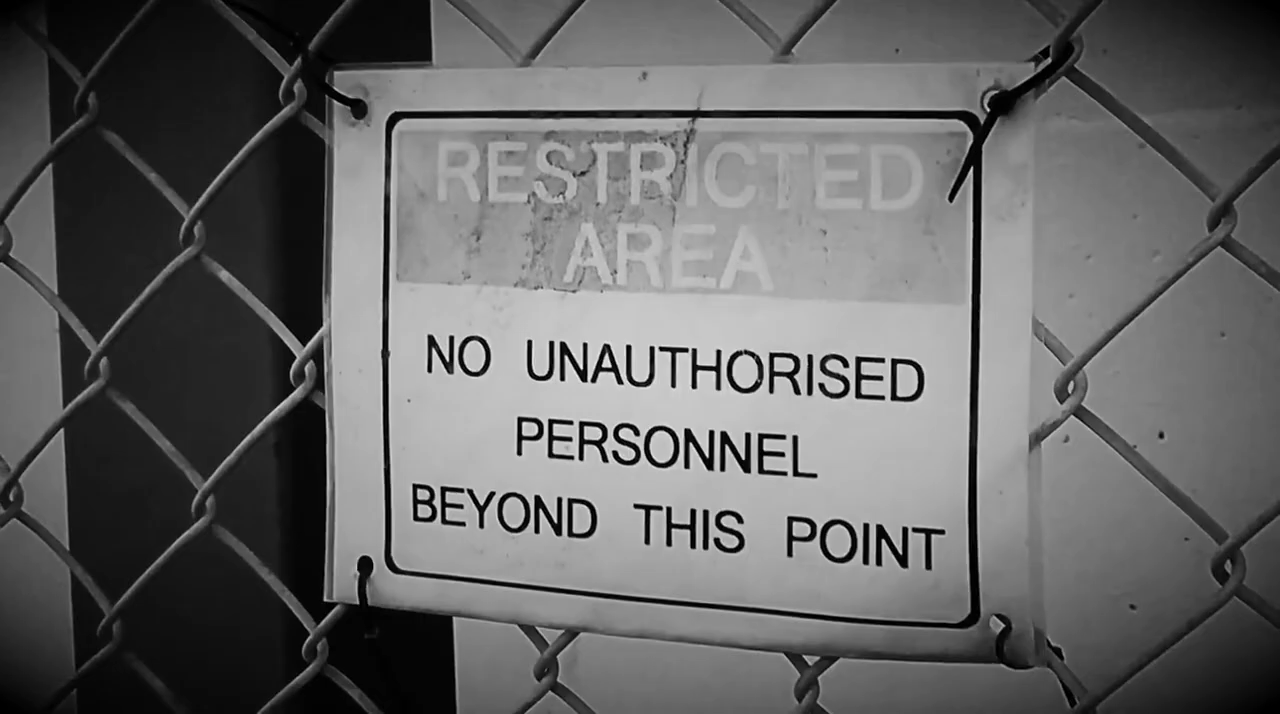 RESTRICTED
AREA
NO UNAUTHORISED
PERSONNEL
BEYOND THIS POINT